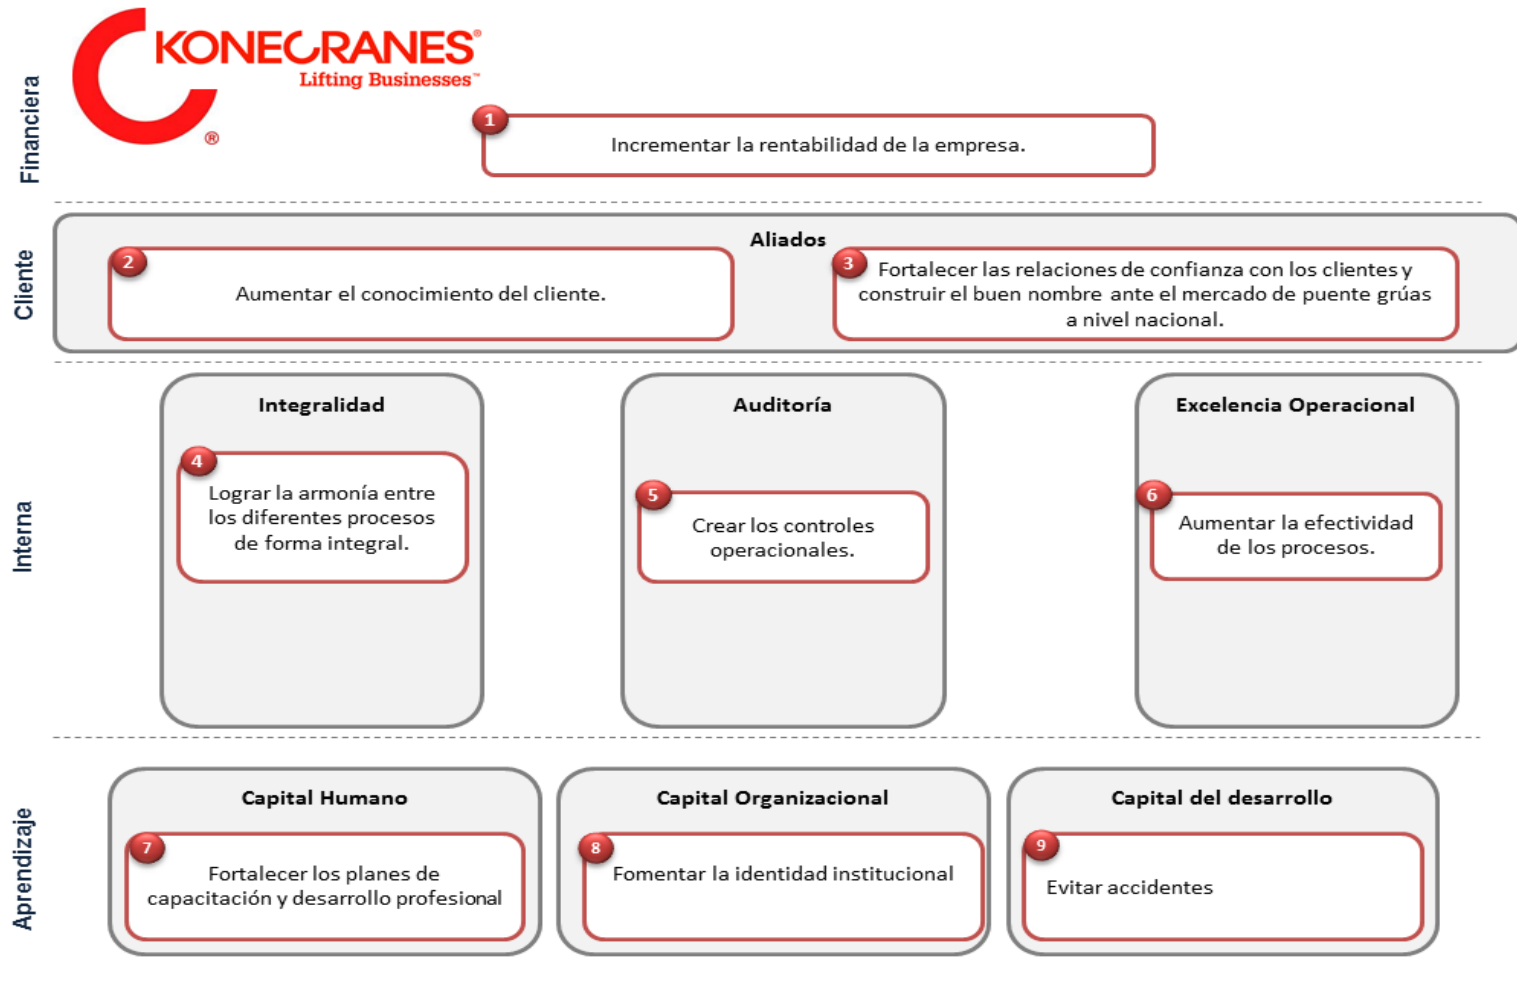 KONECRANES®
Lifting Businesses™
®
Financiera
1
Incrementar la rentabilidad de la empresa.
Cliente
Aliados
2
Aumentar el conocimiento del cliente.
3
Fortalecer las relaciones de confianza con los clientes y
construir el buen nombre ante el mercado de puente grúas
a nivel nacional.
Interna
Integralidad
4
Lograr la armonía entre
los diferentes procesos
de forma integral.
Auditoría
5
Crear los controles
operacionales.
Excelencia Operacional
6
Aumentar la efectividad
de los procesos.
Aprendizaje
Capital Humano
7
Fortalecer los planes de
capacitación y desarrollo profesional
Capital Organizacional
8
Fomentar la identidad institucional
Capital del desarrollo
9
Evitar accidentes